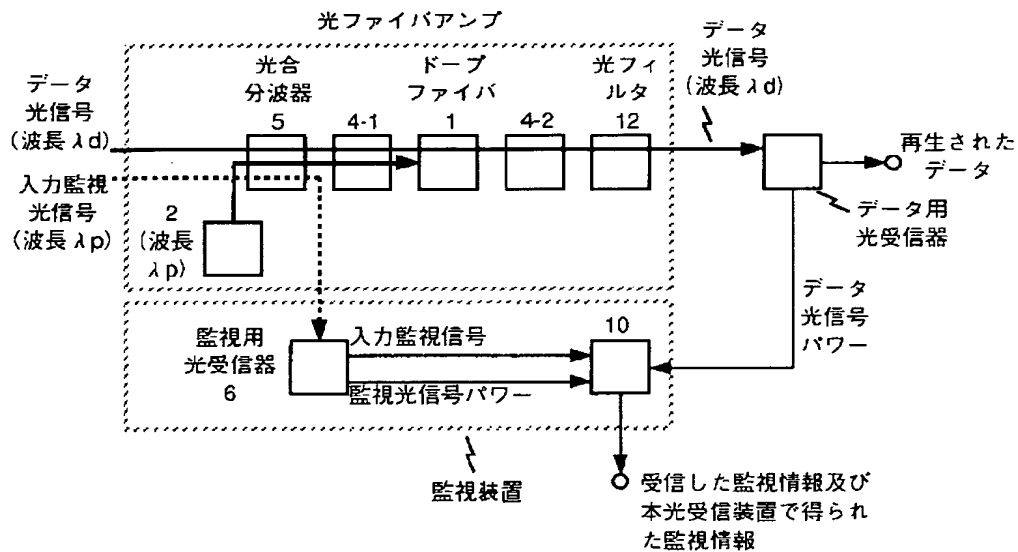 光ファイバアンプ
データ
光信号
(波長λd)
入力監視
光信号
(波長λp)
光合
分波器
5
4-1
ドープ
ファイバ
1
4-2
光フィ
ルタ
12
2
(波長
λp)
データ
光信号
(波長λd)
再生された
データ
データ用
光受信器
データ
光信号
パワー
監視用
光受信器
6
入力監視信号
監視光信号パワー
10
監視装置
受信した監視情報及び
本光受信装置で得られ
た監視情報